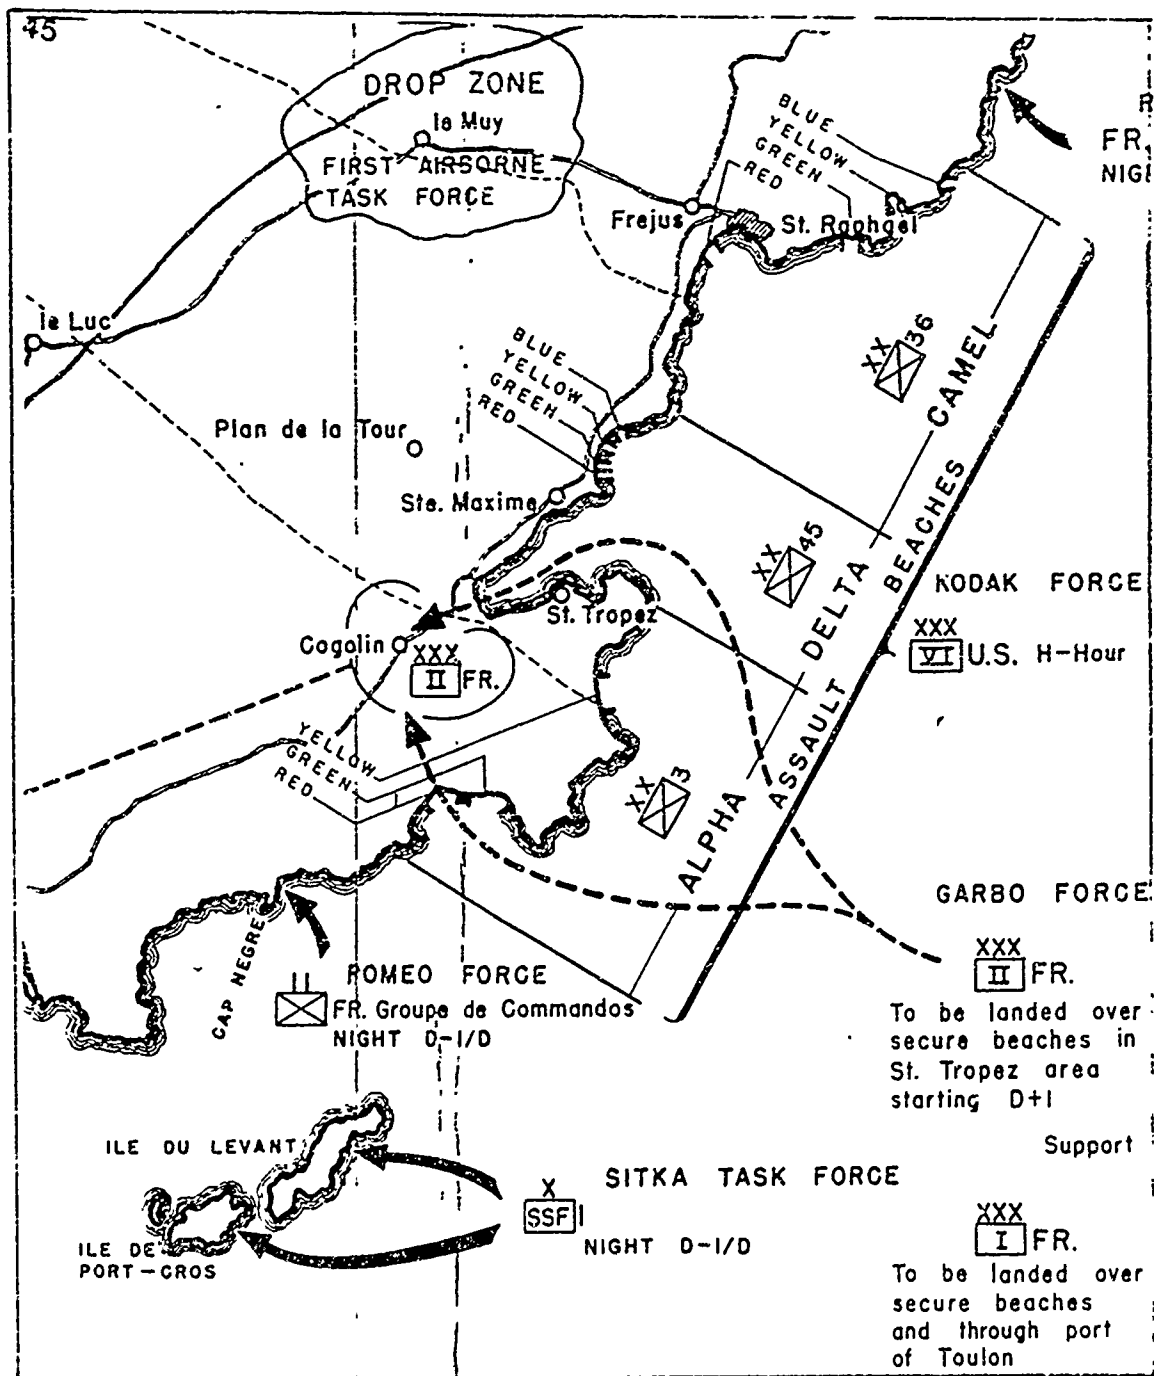 45
DROP ZONE
le Muy
FIRST AIRBORNE
TASK FORCE
BLUE
YELLOW
GREEN
RED
FR.
Frejus
St. Raphael
le Luc
BLUE
YELLOW
GREEN
RED
XX
36
CAMEL
Plan de la Tour
Ste. Maxime
XX
45
DELTA
BEACHES
KODAK FORCE
St. Tropez
Cogolin
XXX
II FR.
XXX
VI U.S. H-Hour
YELLOW
GREEN
RED
XX
3
ALPHA
ASSAULT
GARBO FORCE
XXX
II FR.
To be landed over
secure beaches in
St. Tropez area
starting D+1
CAP NEGRE
ROMEO FORCE
FR. Groupe de Commandos
NIGHT D-1/D
Support
ILE DU LEVANT
SITKA TASK FORCE
X
SSF 1
NIGHT D-1/D
ILE DE
PORT-CROS
XXX
I FR.
To be landed over
secure beaches
and through port
of Toulon